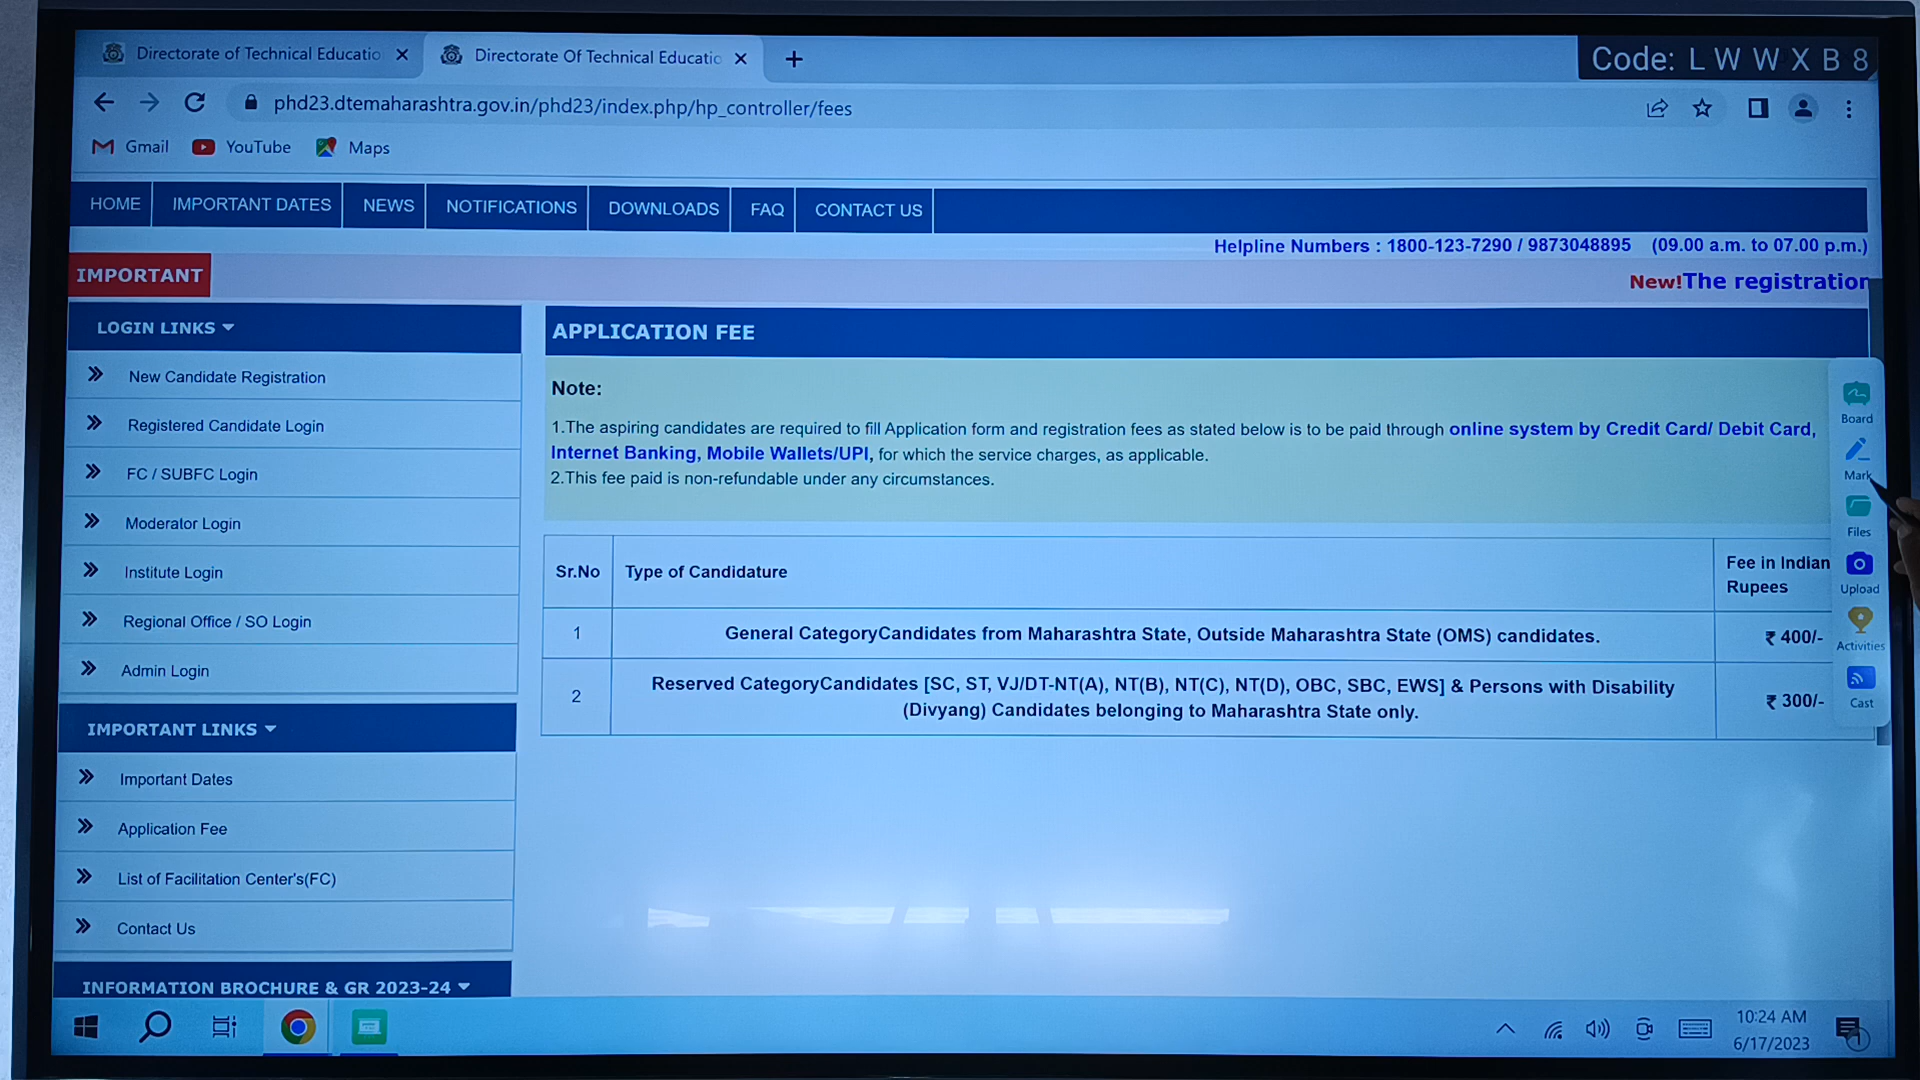 Directorate of Technical Educatio
Directorate Of Technical Educatic
Code: L W W X B 8
phd23.dtemaharashtra.gov.in/phd23/index.php/hp_controller/fees
Gmail
YouTube
Maps
HOME
IMPORTANT DATES
NEWS
NOTIFICATIONS
DOWNLOADS
FAQ
CONTACT US
Helpline Numbers : 1800-123-7290 / 9873048895 (09.00 a.m. to 07.00 p.m.)
IMPORTANT
New!The registration
LOGIN LINKS
New Candidate Registration
Registered Candidate Login
FC / SUBFC Login
Moderator Login
Institute Login
Regional Office / SO Login
Admin Login
IMPORTANT LINKS
Important Dates
Application Fee
List of Facilitation Center's(FC)
Contact Us
INFORMATION BROCHURE & GR 2023-24
APPLICATION FEE
Note:
1.The aspiring candidates are required to fill Application form and registration fees as stated below is to be paid through online system by Credit Card/ Debit Card,
Internet Banking, Mobile Wallets/UPI, for which the service charges, as applicable.
2.This fee paid is non-refundable under any circumstances.
Sr.No
Type of Candidature
Fee in Indian
Rupees
1
General CategoryCandidates from Maharashtra State, Outside Maharashtra State (OMS) candidates.
₹ 400/-
2
Reserved CategoryCandidates [SC, ST, VJ/DT-NT(A), NT(B), NT(C), NT(D), OBC, SBC, EWS] & Persons with Disability
(Divyang) Candidates belonging to Maharashtra State only.
₹ 300/-
Board
Mark
Files
Upload
Activities
Cast
10:24 AM
6/17/2023
1